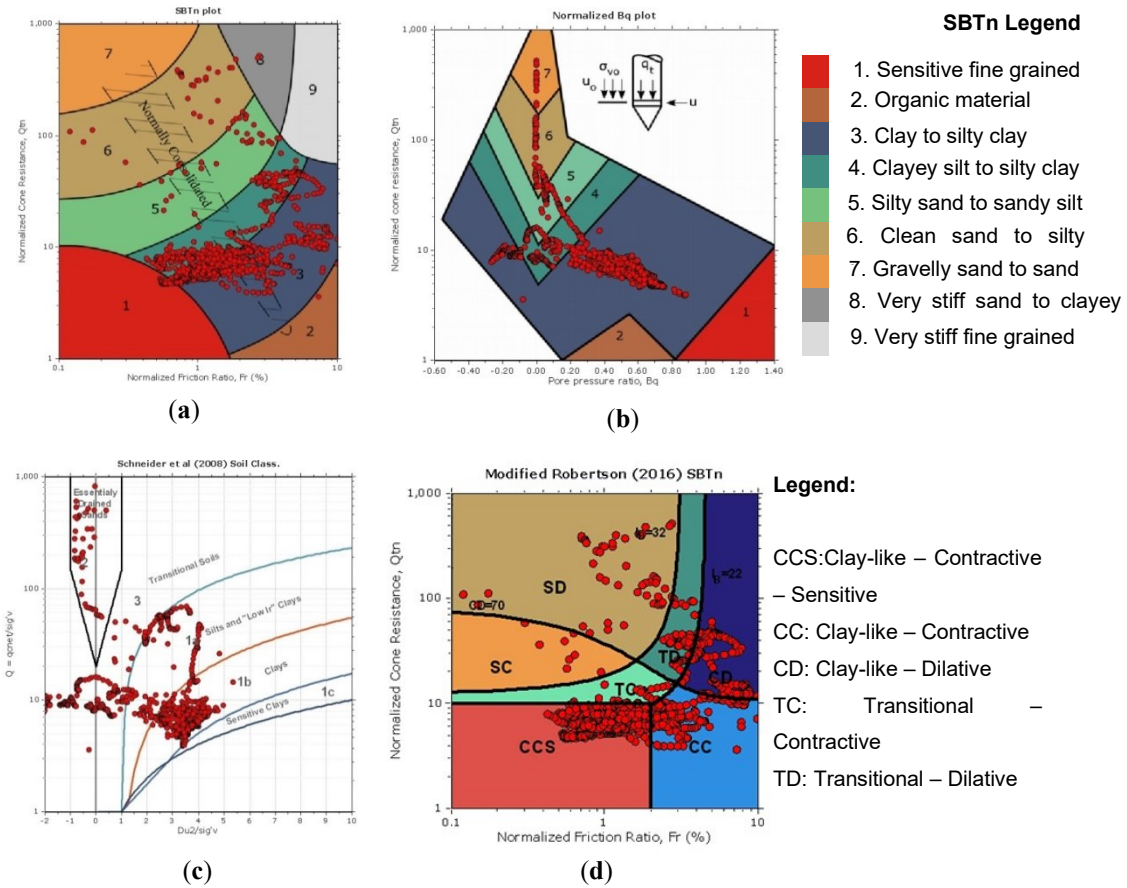 SBTn plot
1,000
100
10
1
0.1
1
10
Normalized Cone Resistance, Qtn
Normalized Friction Ratio, Fr (%)
7
8
9
6
5
3
1
2
Normally Consolidated
(a)
Normalized Bq plot
1,000
100
10
1
-0.60
-0.40
-0.20
0.00
0.20
0.40
0.60
0.80
1.00
1.20
1.40
Normalized cone resistance, Qtn
Pore pressure ratio, Bq
7
6
5
4
3
2
1
σvo
uo
qt
u
(b)
SBTn Legend
1. Sensitive fine grained
2. Organic material
3. Clay to silty clay
4. Clayey silt to silty clay
5. Silty sand to sandy silt
6. Clean sand to silty
7. Gravelly sand to sand
8. Very stiff sand to clayey
9. Very stiff fine grained
Schneider et al (2008) Soil Class.
1,000
100
10
1
-2
-1
0
1
2
3
4
5
6
7
8
9
10
Q = qcnet/sig'v
Du2/sig'v
Essentialy
Drained
Sands
2
3
Transitional Soils
Silts and "Low Ir" Clays
1a
Clays
1b
1c
Sensitive Clays
(c)
Modified Robertson (2016) SBTn
1,000
100
10
1
0.1
1
10
Normalized Cone Resistance, Qtn
Normalized Friction Ratio, Fr (%)
SD
=32
IB=22
CD=70
SC
TD
TC
CD
CCS
CC
(d)
Legend:
CCS:Clay-like – Contractive
– Sensitive
CC: Clay-like – Contractive
CD: Clay-like – Dilative
TC: Transitional –
Contractive
TD: Transitional – Dilative